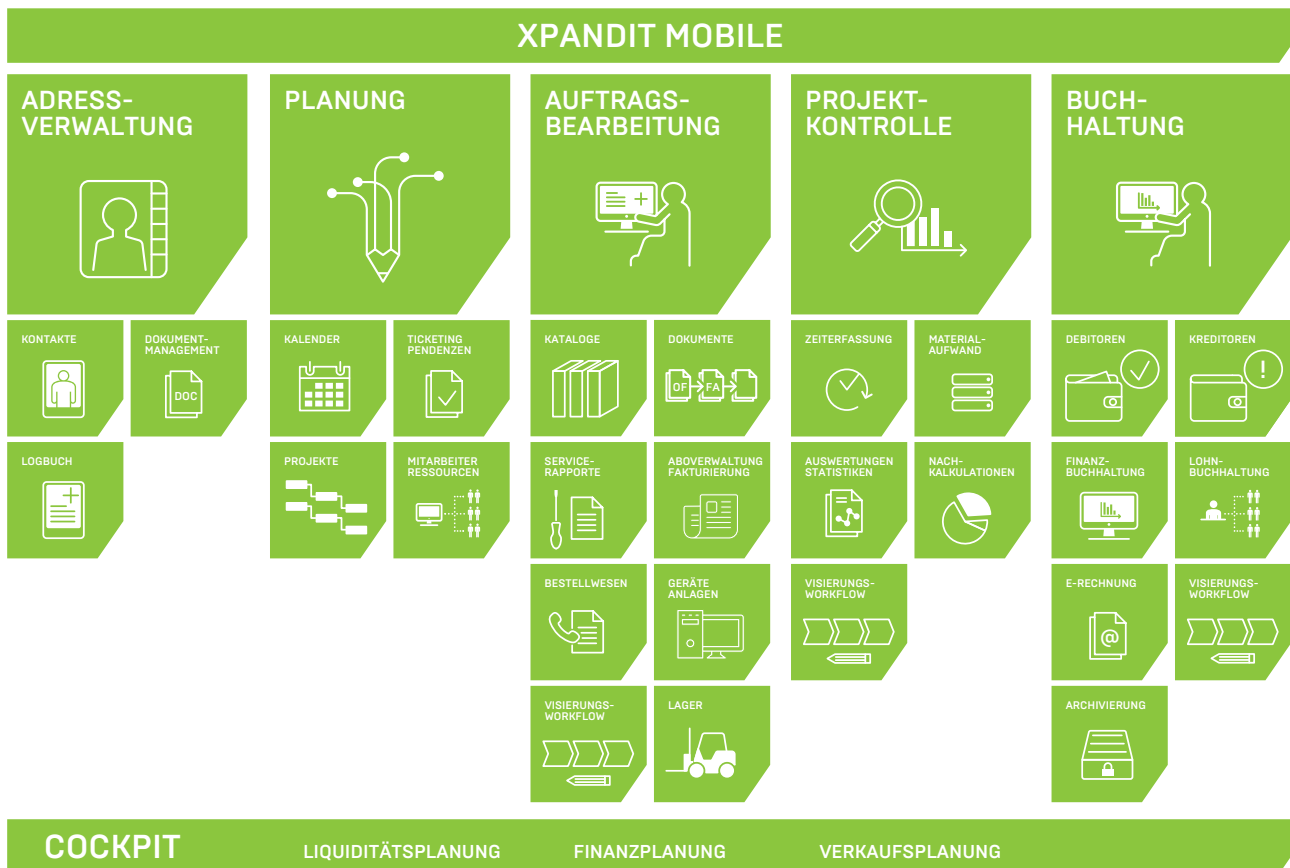 XPANDIT MOBILE
ADRESS-
VERWALTUNG
PLANUNG
AUFTRAGS-
BEARBEITUNG
PROJEKT-
KONTROLLE
BUCH-
HALTUNG
KONTAKTE
DOKUMENT-
MANAGEMENT
DOC
KALENDER
TICKETING
PENDENZEN
KATALOGE
DOKUMENTE
OF
FA
ZEITERFASSUNG
MATERIAL-
AUFWAND
DEBITOREN
KREDITOREN
!
LOGBUCH
PROJEKTE
MITARBEITER
RESSOURCEN
SERVICE-
RAPPORTE
ABOVERWALTUNG
FAKTURIERUNG
AUSWERTUNGEN
STATISTIKEN
NACH-
KALKULATIONEN
FINANZ-
BUCHHALTUNG
LOHN-
BUCHHALTUNG
BESTELLWESEN
GERÄTE
ANLAGEN
VISIERUNGS-
WORKFLOW
E-RECHNUNG
@
VISIERUNGS-
WORKFLOW
VISIERUNGS-
WORKFLOW
LAGER
ARCHIVIERUNG
COCKPIT
LIQUIDITÄTSPLANUNG
FINANZPLANUNG
VERKAUFSPLANUNG